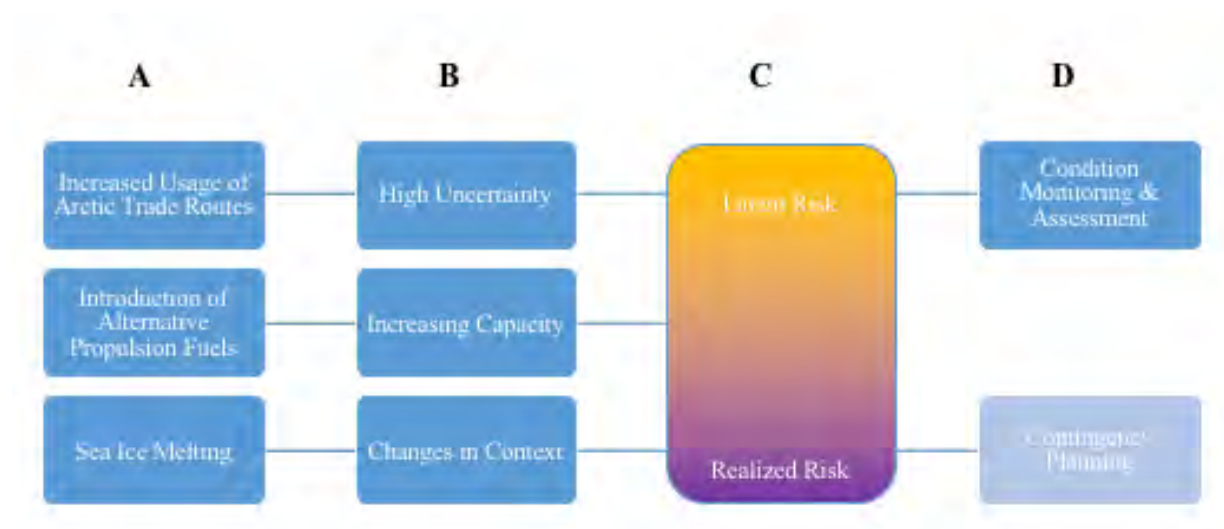 A
B
C
D
Increased Usage of
Arctic Trade Routes
High Uncertainty
Latent Risk
Condition
Monitoring &
Assessment
Introduction of
Alternative
Propulsion Fuels
Increasing Capacity
Sea Ice Melting
Changes in Context
Realized Risk
Contingency
Planning